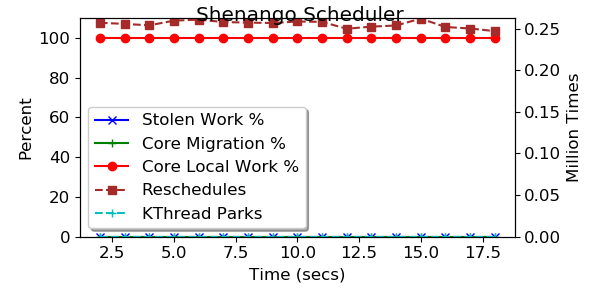 Shenango Scheduler
100
80
60
40
20
0
Percent
0.25
0.20
0.15
0.10
0.05
0.00
Million Times
Stolen Work %
Core Migration %
Core Local Work %
Reschedules
KThread Parks
2.5 5.0 7.5 10.0 12.5 15.0 17.5
Time (secs)